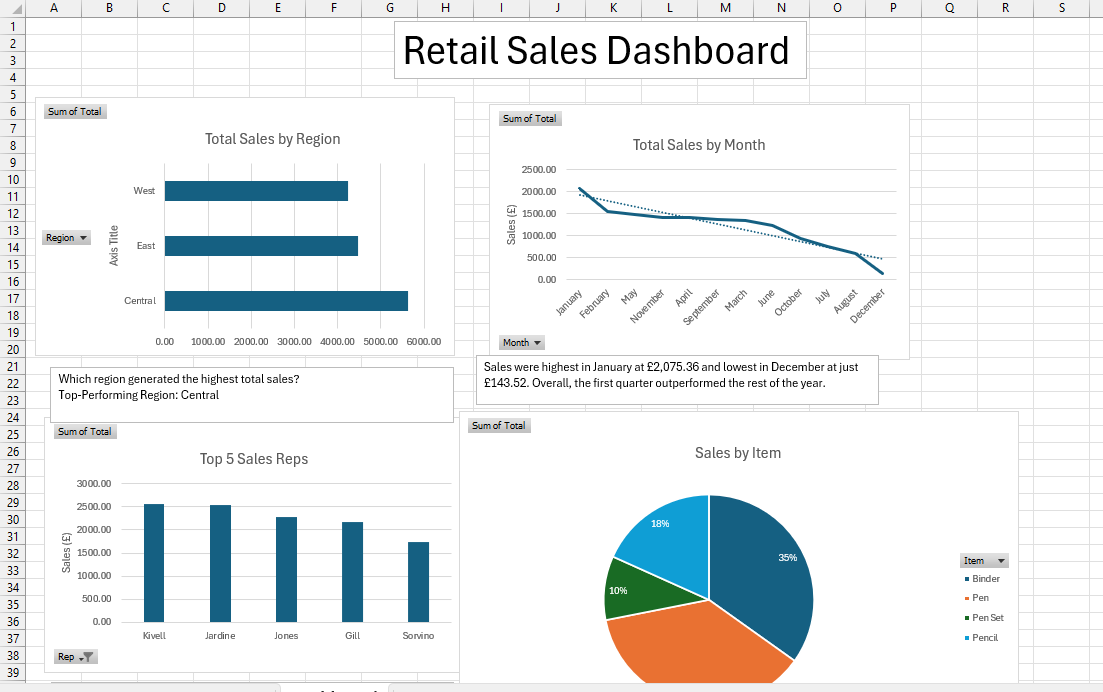 A B C D E F G H I J K L M N O P Q R S
1
2
3
4
5
6
7
8
9
10
11
12
13
14
15
16
17
18
19
20
21
22
23
24
25
26
27
28
29
30
31
32
33
34
35
36
37
38
39
Retail Sales Dashboard
Sum of Total
Total Sales by Region
Region
Axis Title
West
East
Central
0.00 1000.00 2000.00 3000.00 4000.00 5000.00 6000.00
Sum of Total
Total Sales by Month
Sales (£)
2500.00
2000.00
1500.00
1000.00
500.00
0.00
January February May November April September March June October July August December
Month
Which region generated the highest total sales?
Top-Performing Region: Central
Sales were highest in January at £2,075.36 and lowest in December at just
£143.52. Overall, the first quarter outperformed the rest of the year.
Sum of Total
Top 5 Sales Reps
Sales (£)
3000.00
2500.00
2000.00
1500.00
1000.00
500.00
0.00
Kivell Jardine Jones Gill Sorvino
Rep
Sum of Total
Sales by Item
18%
35%
10%
Item
Binder
Pen
Pen Set
Pencil